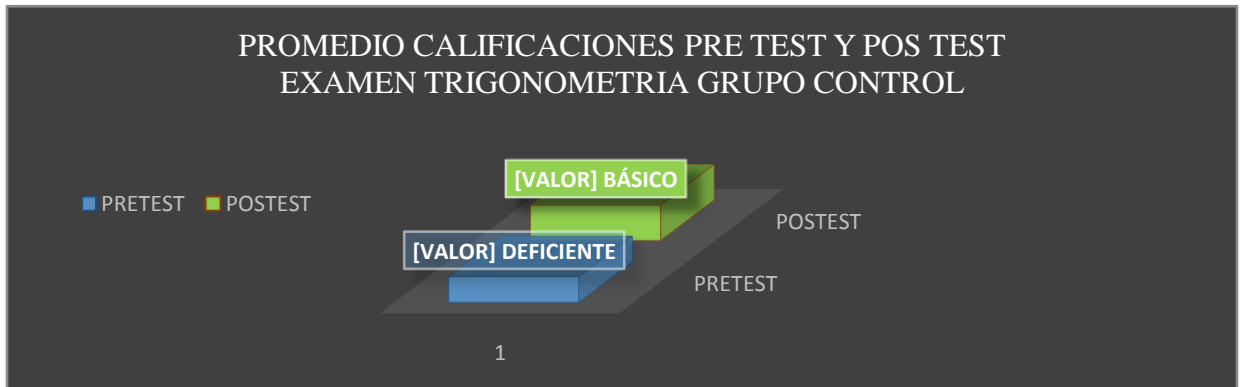 PROMEDIO CALIFICACIONES PRE TEST Y POS TEST
EXAMEN TRIGONOMETRIA GRUPO CONTROL
[VALOR] BÁSICO
PRETEST POSTEST
POSTEST
[VALOR] DEFICIENTE
PRETEST
1